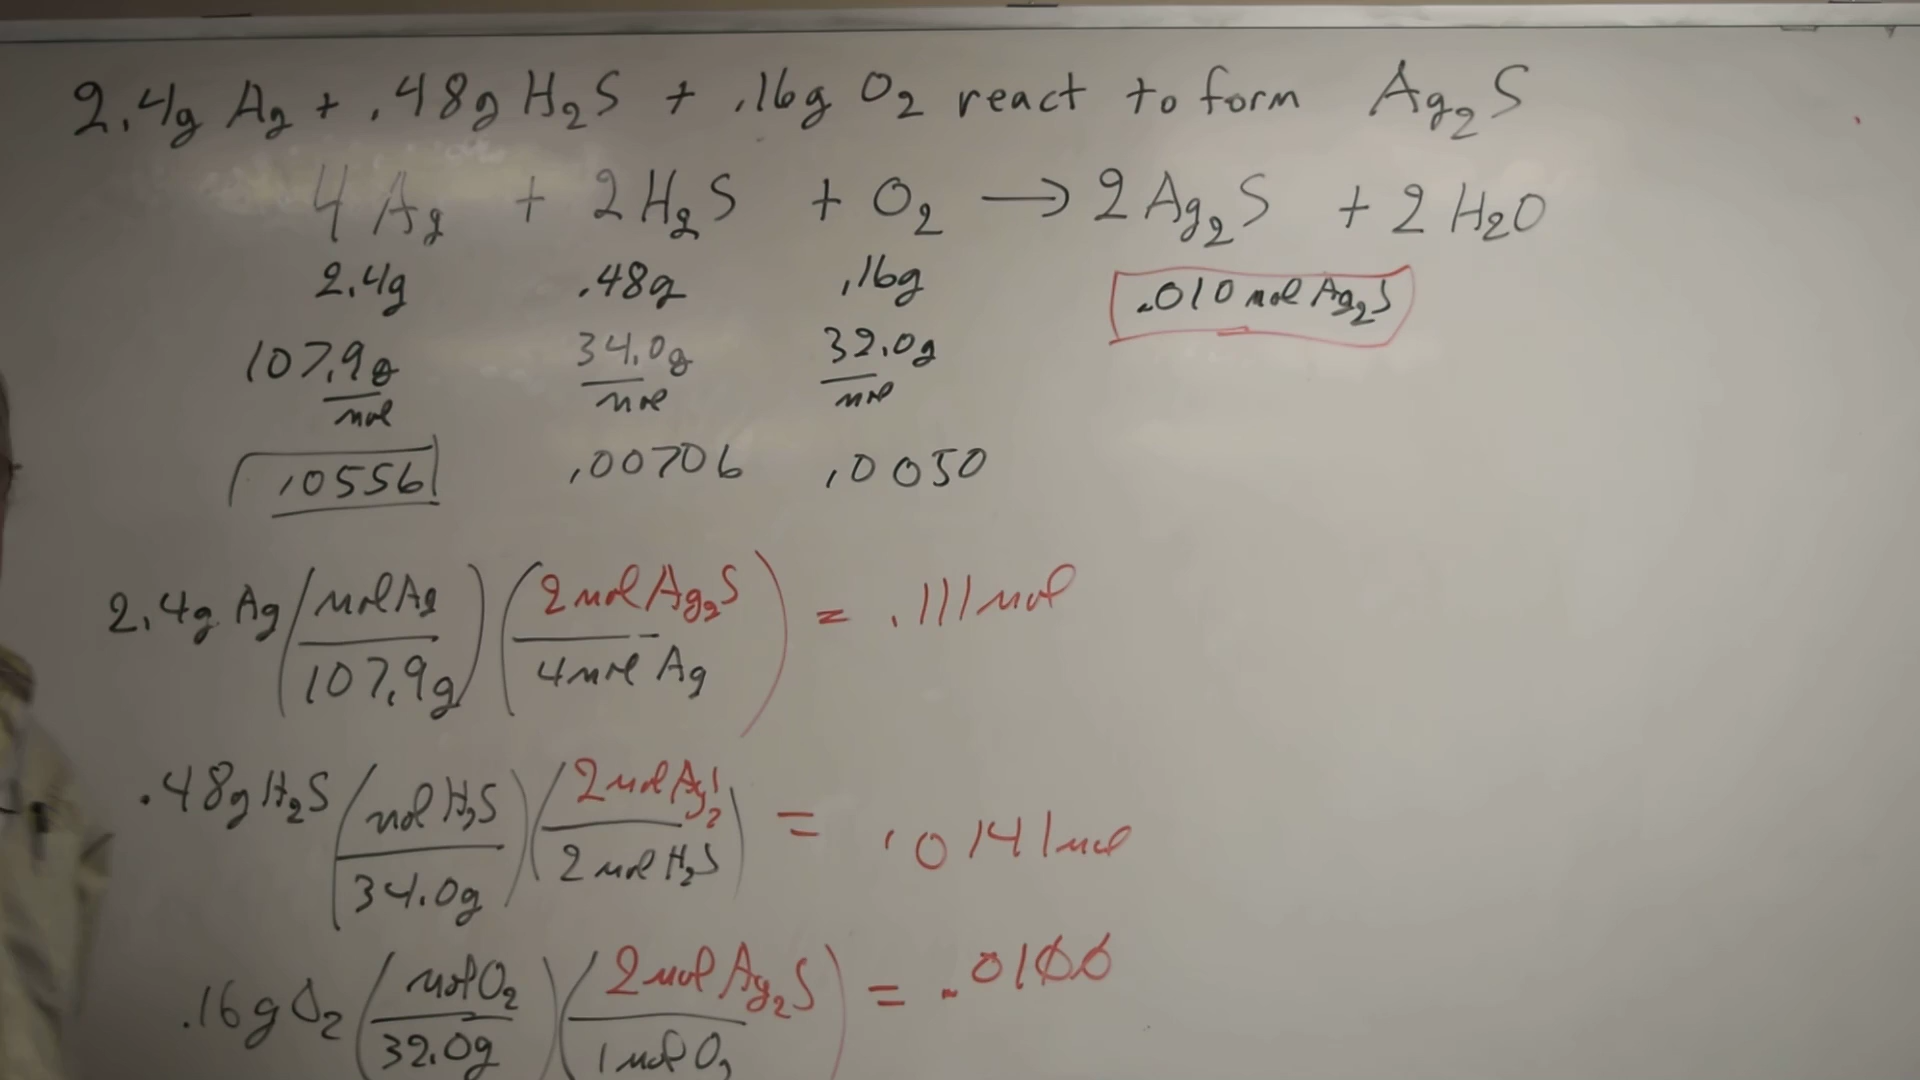 2.4g Ag + .48g H₂S + .16g O₂ react to form Ag₂S
4 Ag + 2 H₂S + O₂ → 2 Ag₂S + 2 H₂O
2.4g .48g .16g .010 mol Ag₂S
107.9g/mol 34.0g/mol 32.0g/mol
.0556 .00706 .0050
2.4g Ag (mol Ag/107.9g) (2 mol Ag₂S/4 mol Ag) = .111 mol
.48g H₂S (mol H₂S/34.0g) (2 mol Ag₂S/2 mol H₂S) = .0141 mol
.16g O₂ (mol O₂/32.0g) (2 mol Ag₂S/1 mol O₂) = .0100